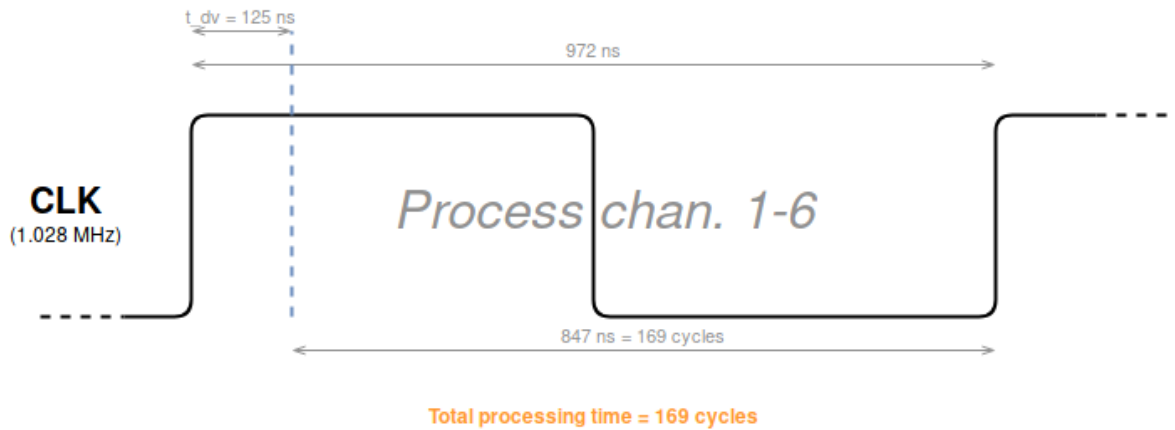 t_dv = 125 ns
972 ns
CLK
(1.028 MHz)
Process chan. 1-6
847 ns = 169 cycles
Total processing time = 169 cycles